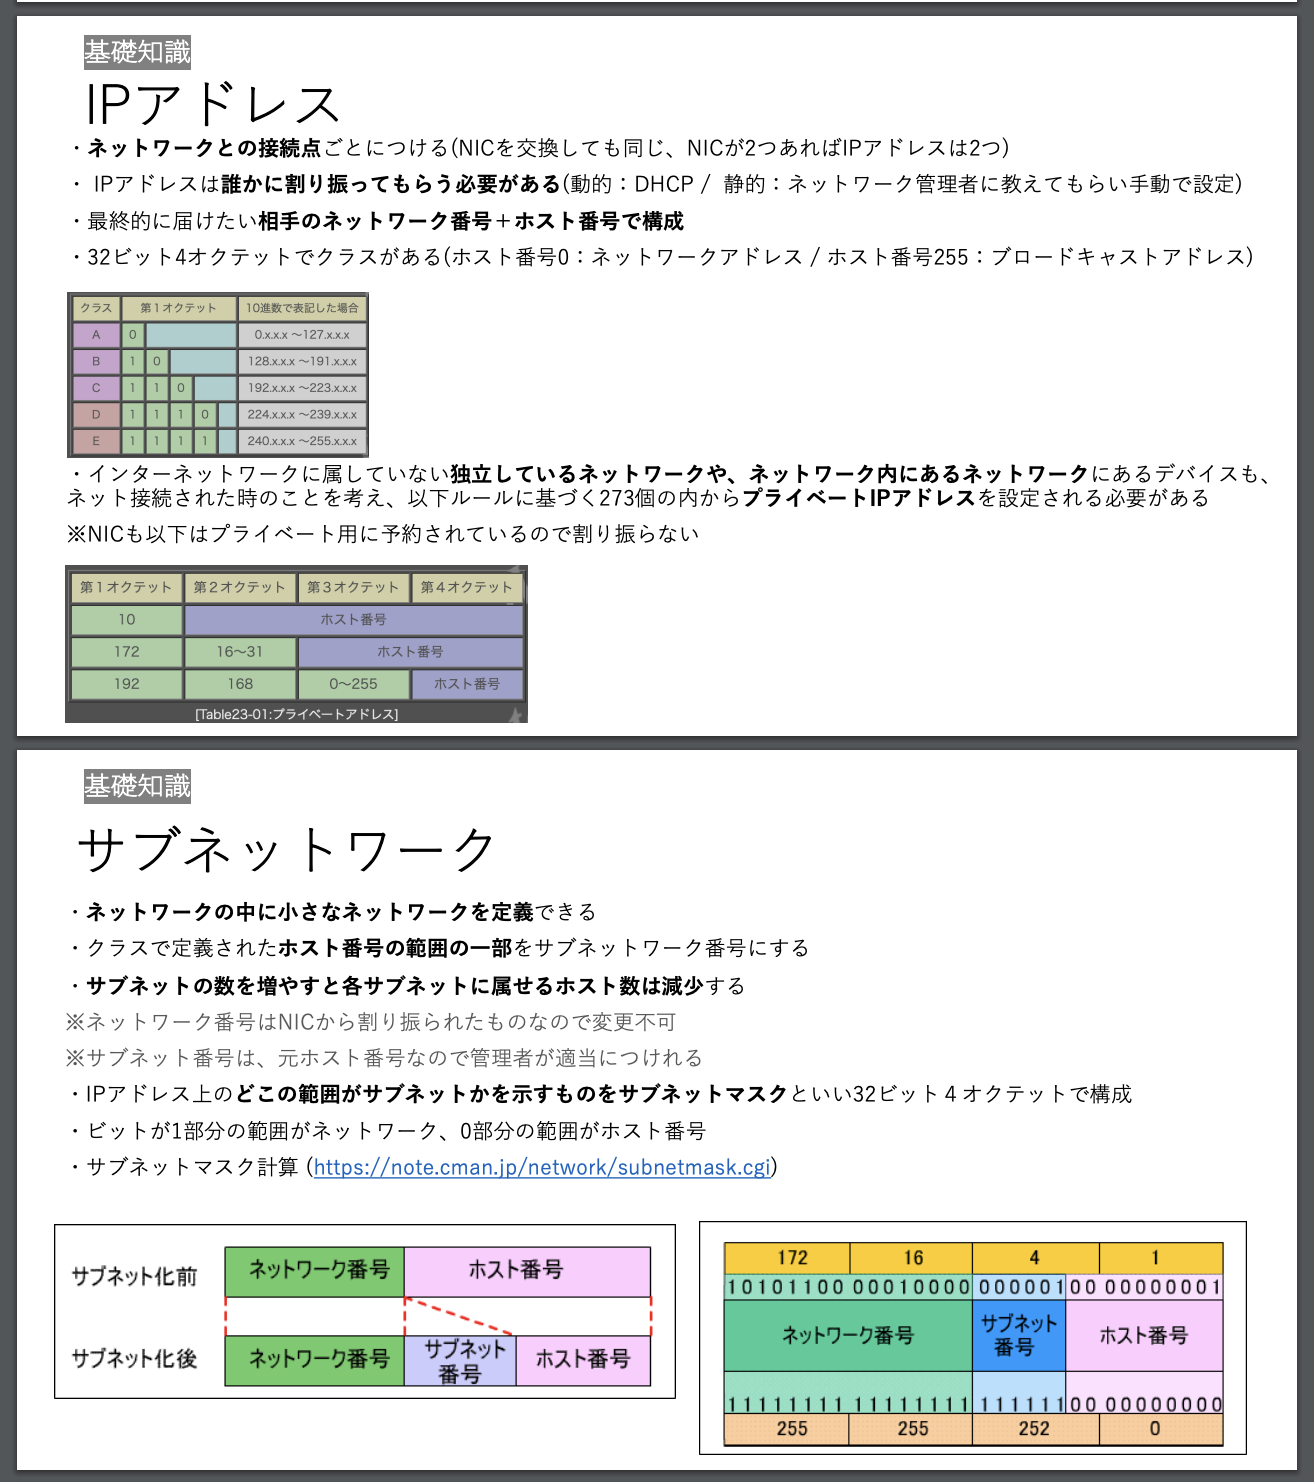 基礎知識
IPアドレス
・ネットワークとの接続点ごとにつける(NICを交換しても同じ、NICが2つあればIPアドレスは2つ)
・ IPアドレスは誰かに割り振ってもらう必要がある(動的：DHCP / 静的：ネットワーク管理者に教えてもらい手動で設定)
・最終的に届けたい相手のネットワーク番号＋ホスト番号で構成
・32ビット4オクテットでクラスがある(ホスト番号0：ネットワークアドレス / ホスト番号255：ブロードキャストアドレス)
クラス 第１オクテット 10進数で表記した場合
A 0 0.x.x.x ～127.x.x.x
B 1 0 128.x.x.x ～191.x.x.x
C 1 1 0 192.x.x.x ～223.x.x.x
D 1 1 1 0 224.x.x.x ～239.x.x.x
E 1 1 1 1 240.x.x.x ～255.x.x.x
・インターネットワークに属していない独立しているネットワークや、ネットワーク内にあるネットワークにあるデバイスも、
ネット接続された時のことを考え、以下ルールに基づく273個の内からプライベートIPアドレスを設定される必要がある
※NICも以下はプライベート用に予約されているので割り振らない
第１オクテット 第２オクテット 第３オクテット 第４オクテット
10 ホスト番号
172 16～31 ホスト番号
192 168 0～255 ホスト番号
[Table23-01:プライベートアドレス]
基礎知識
サブネットワーク
・ネットワークの中に小さなネットワークを定義できる
・クラスで定義されたホスト番号の範囲の一部をサブネットワーク番号にする
・サブネットの数を増やすと各サブネットに属せるホスト数は減少する
※ネットワーク番号はNICから割り振られたものなので変更不可
※サブネット番号は、元ホスト番号なので管理者が適当につけれる
・IPアドレス上のどこの範囲がサブネットかを示すものをサブネットマスクといい32ビット４オクテットで構成
・ビットが1部分の範囲がネットワーク、0部分の範囲がホスト番号
・サブネットマスク計算 (https://note.cman.jp/network/subnetmask.cgi)
サブネット化前 ネットワーク番号 ホスト番号
サブネット化後 ネットワーク番号 サブネット番号 ホスト番号
172 16 4 1
10101100 00010000 000001 00 00000001
ネットワーク番号 サブネット番号 ホスト番号
11111111 11111111 111111 00 00000000
255 255 252 0